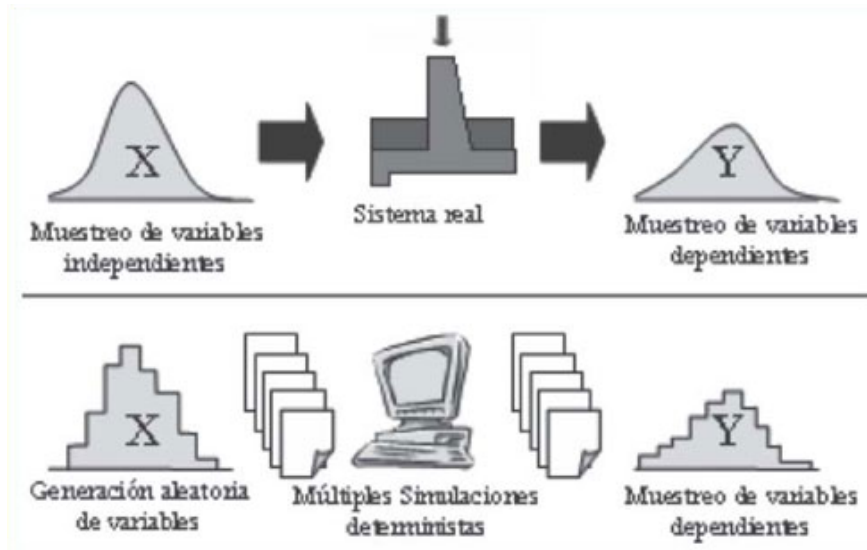 X
Y
Sistema real
Muestreo de variables
independientes
Muestreo de variables
dependientes
X
Y
Generación aleatoria
de variables
Múltiples Simulaciones
deterministas
Muestreo de variables
dependientes